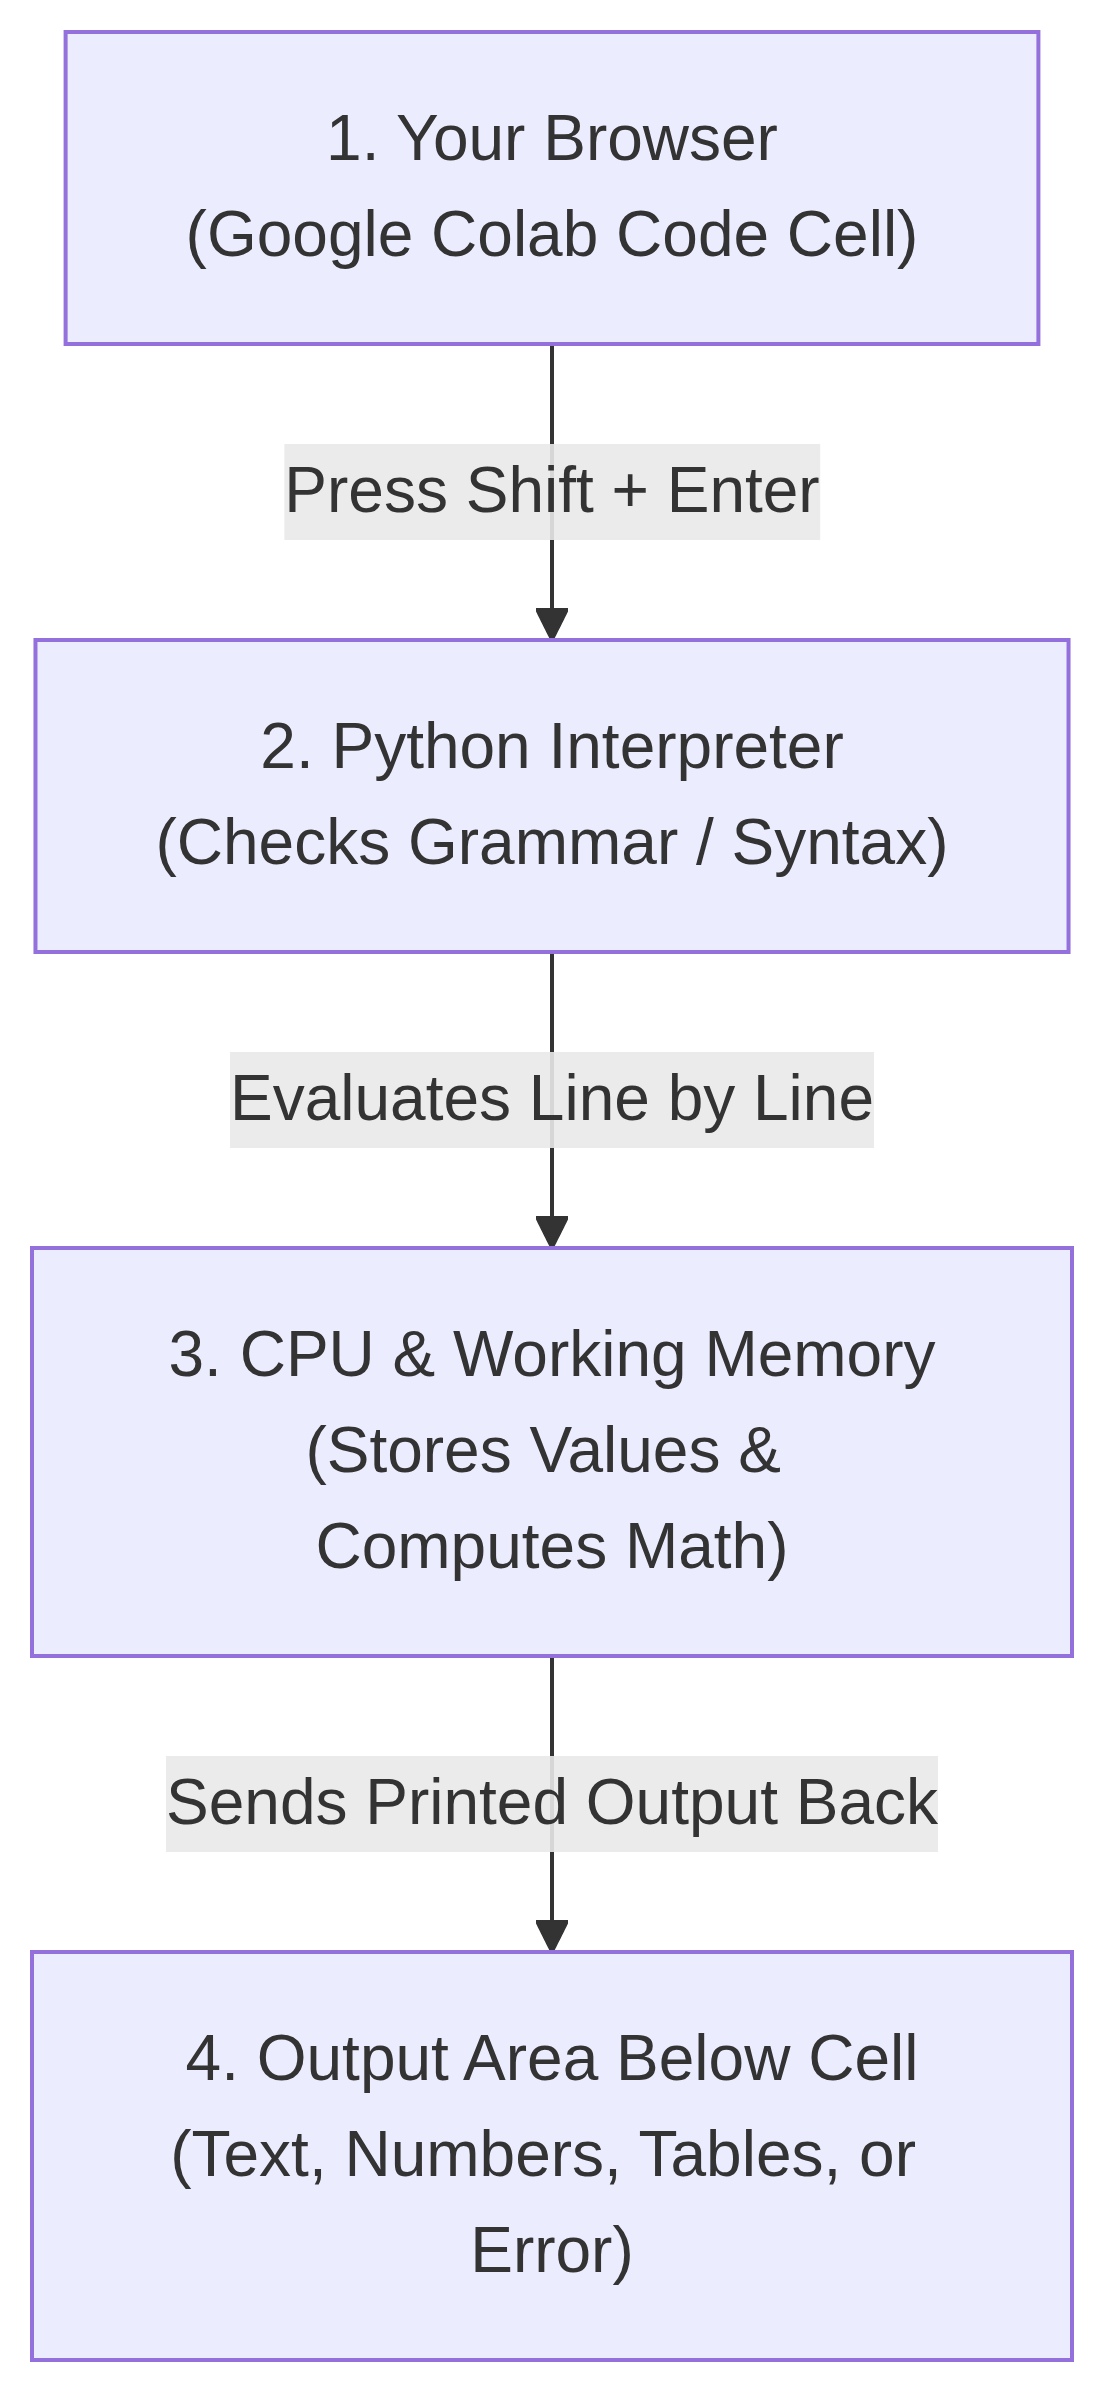 1. Your Browser
(Google Colab Code Cell)
Press Shift + Enter
2. Python Interpreter
(Checks Grammar / Syntax)
Evaluates Line by Line
3. CPU & Working Memory
(Stores Values &
Computes Math)
Sends Printed Output Back
4. Output Area Below Cell
(Text, Numbers, Tables, or
Error)